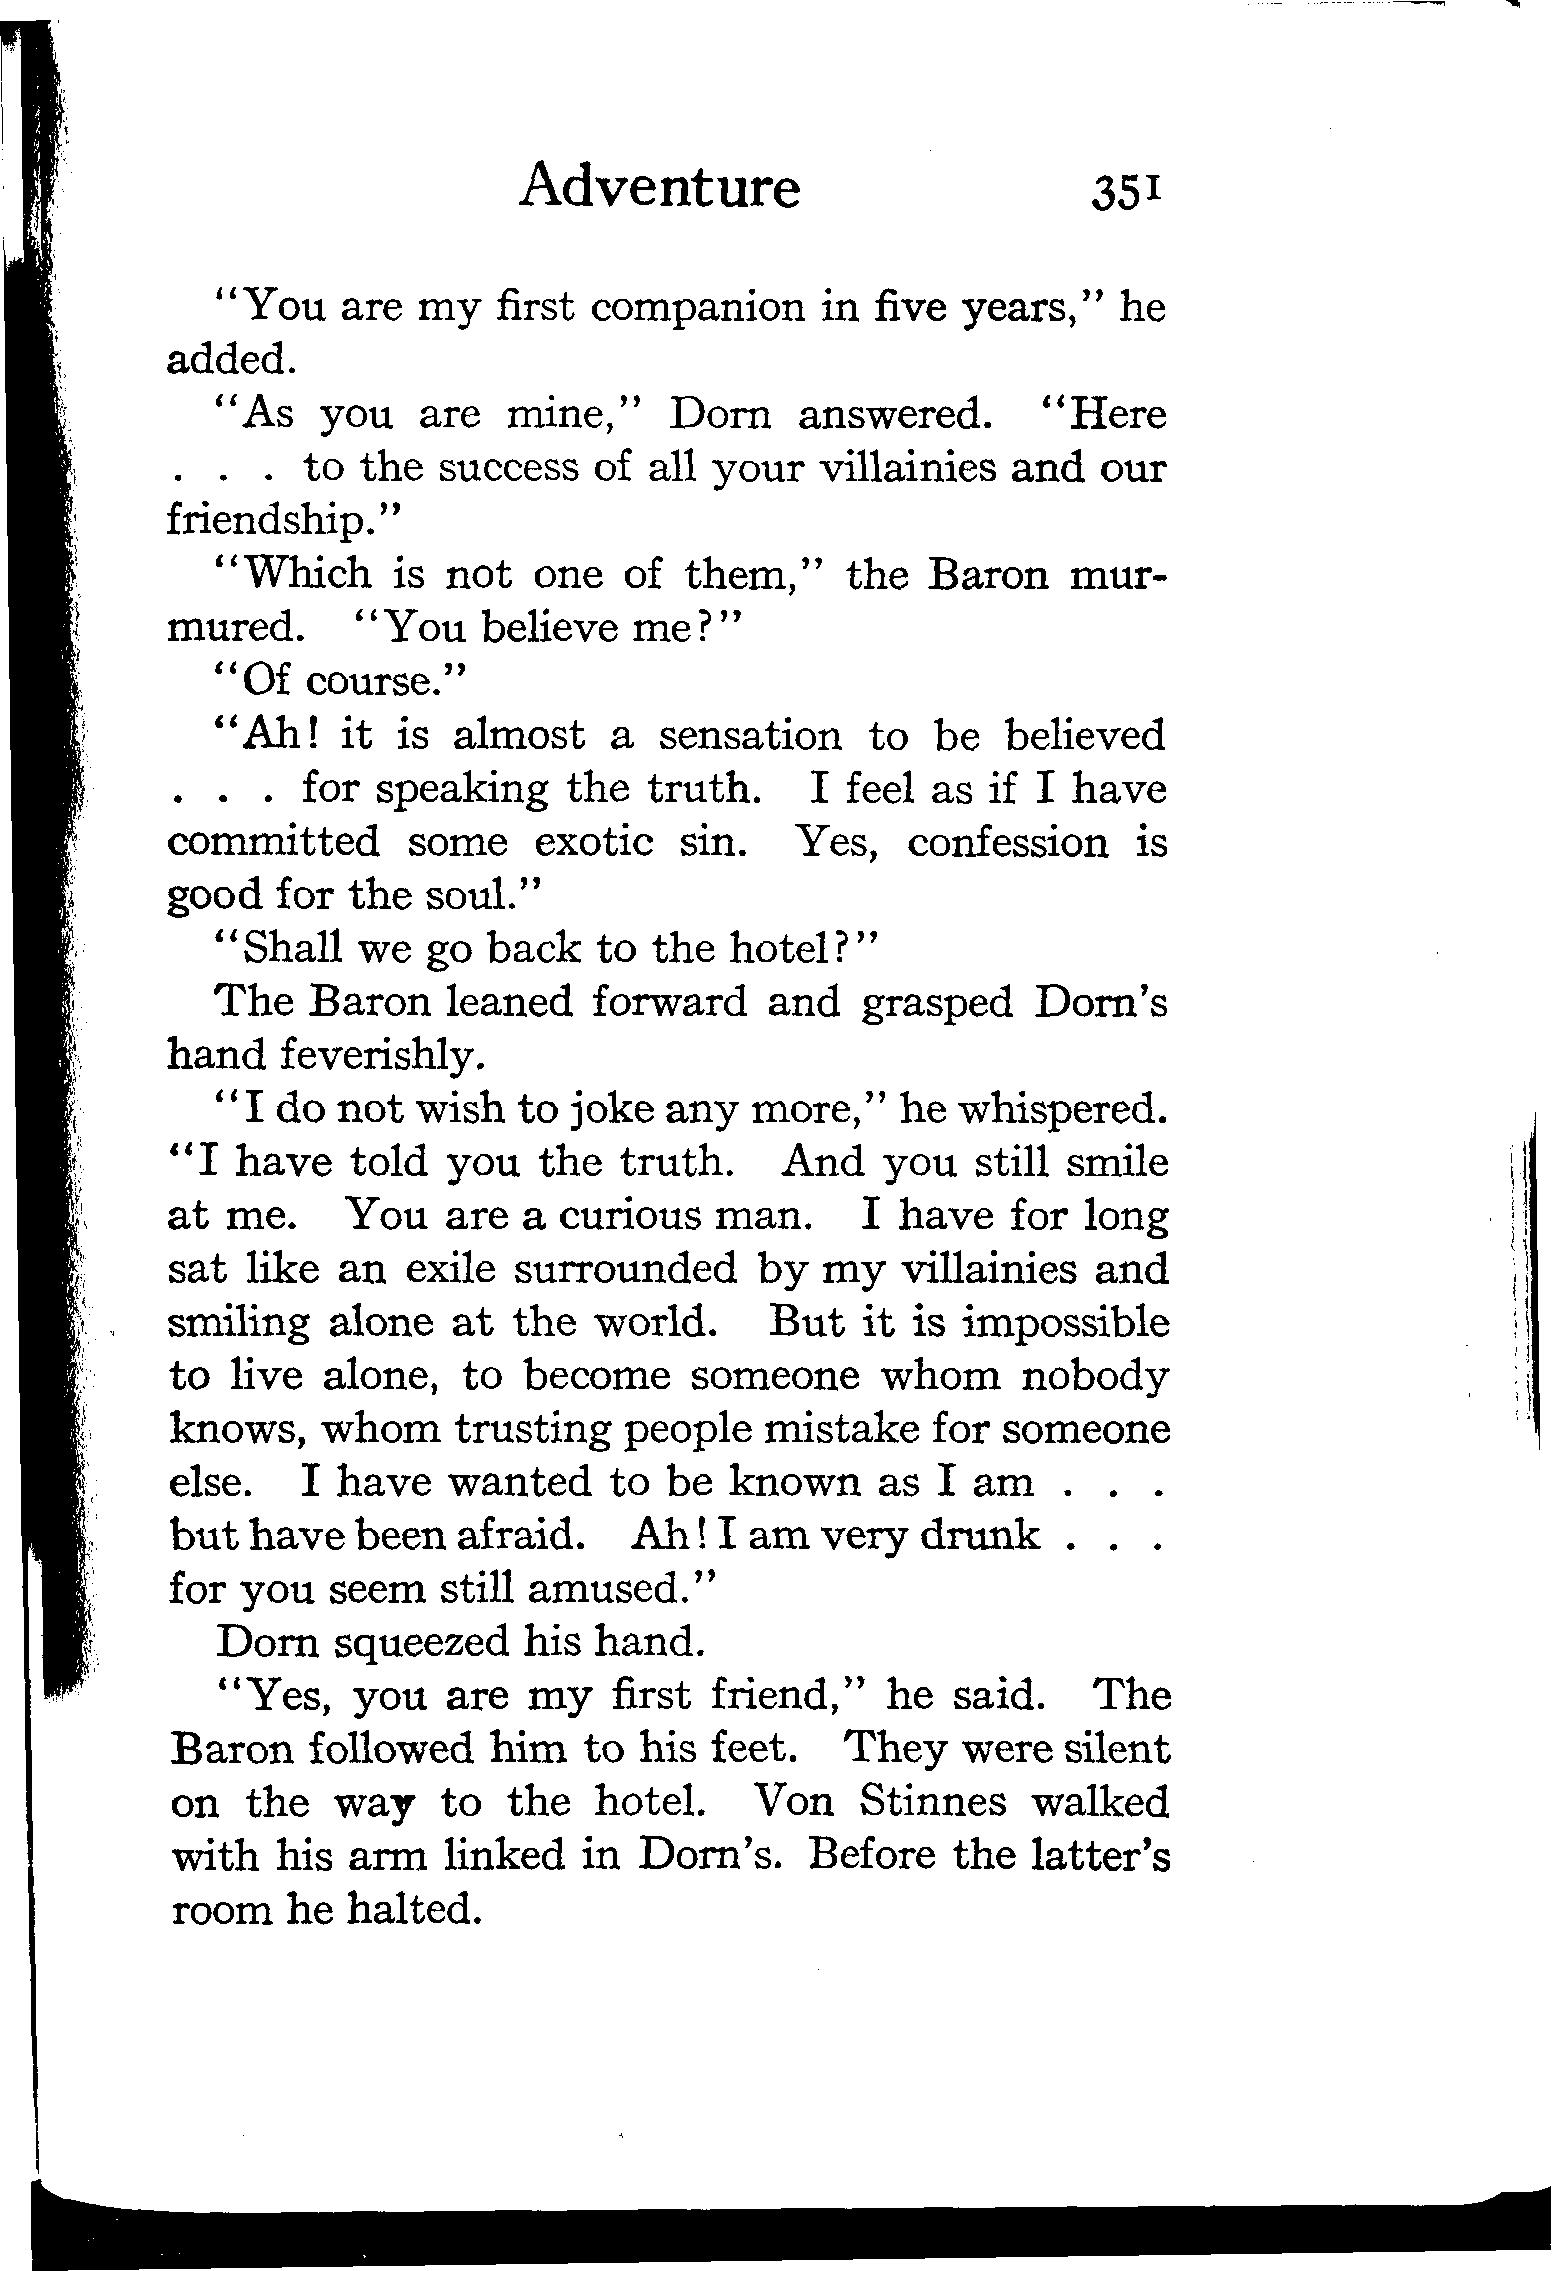 Adventure 351
"You are my first companion in five years," he
added.
"As you are mine," Dorn answered. "Here
. . . to the success of all your villainies and our
friendship."
"Which is not one of them," the Baron mur-
mured. "You believe me?"
"Of course."
"Ah! it is almost a sensation to be believed
. . . for speaking the truth. I feel as if I have
committed some exotic sin. Yes, confession is
good for the soul."
"Shall we go back to the hotel?"
The Baron leaned forward and grasped Dorn's
hand feverishly.
"I do not wish to joke any more," he whispered.
"I have told you the truth. And you still smile
at me. You are a curious man. I have for long
sat like an exile surrounded by my villainies and
smiling alone at the world. But it is impossible
to live alone, to become someone whom nobody
knows, whom trusting people mistake for someone
else. I have wanted to be known as I am . . .
but have been afraid. Ah! I am very drunk . . .
for you seem still amused."
Dorn squeezed his hand.
"Yes, you are my first friend," he said. The
Baron followed him to his feet. They were silent
on the way to the hotel. Von Stinnes walked
with his arm linked in Dorn's. Before the latter's
room he halted.